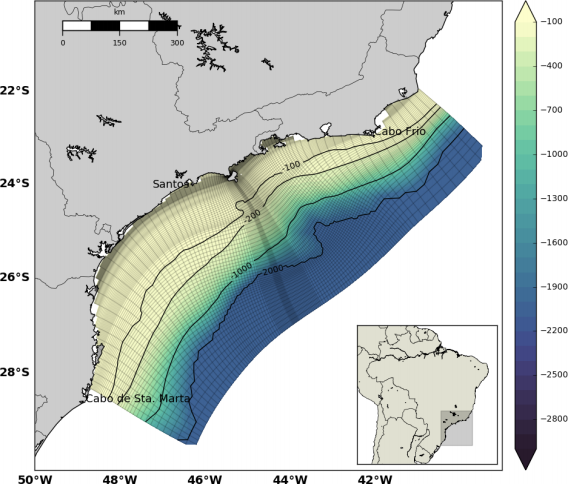 km
0 150 300
22°S
24°S
26°S
28°S
50°W 48°W 46°W 44°W 42°W
Cabo Frio
Santos
Cabo de Sta. Marta
-100
-200
-1000
-2000
−100
−400
−700
−1000
−1300
−1600
−1900
−2200
−2500
−2800